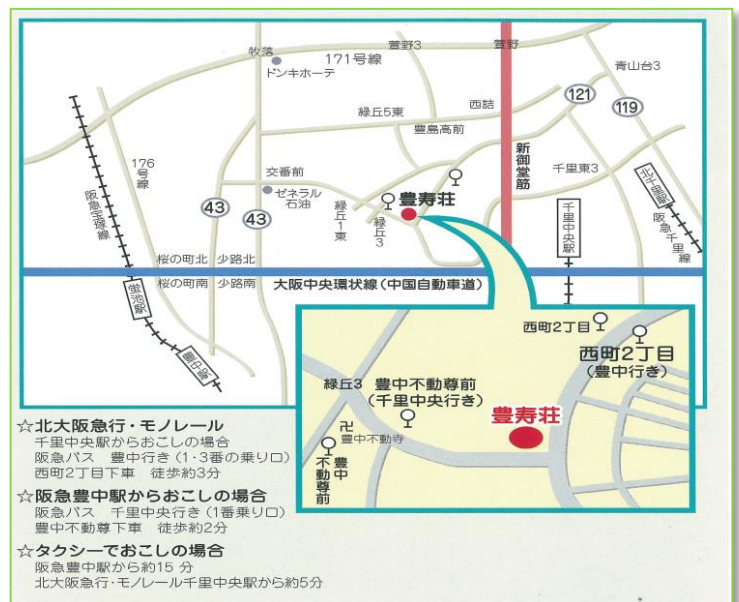 牧落
ドンキホーテ
171号線
萱野3
萱野
青山台3
121
119
西詰
緑丘5東
豊島高前
新御堂筋
千里東3
北千里駅
阪急千里線
176号線
阪急宝塚線
交番前
ゼネラル
石油
43
43
緑丘1東
緑丘3
豊寿荘
千里中央駅
桜の町北
少路北
桜の町南
少路南
大阪中央環状線(中国自動車道)
蛍池駅
豊中駅
西町2丁目
西町2丁目
(豊中行き)
緑丘3
豊中不動尊前
(千里中央行き)
卍
豊中不動寺
豊中
不動尊前
豊寿荘
☆北大阪急行・モノレール
千里中央駅からおこしの場合
阪急バス 豊中行き(1・3番の乗り口)
西町2丁目下車 徒歩約3分
☆阪急豊中駅からおこしの場合
阪急バス 千里中央行き(1番乗り口)
豊中不動尊下車 徒歩約2分
☆タクシーでおこしの場合
阪急豊中駅から約15 分
北大阪急行・モノレール千里中央駅から約5分